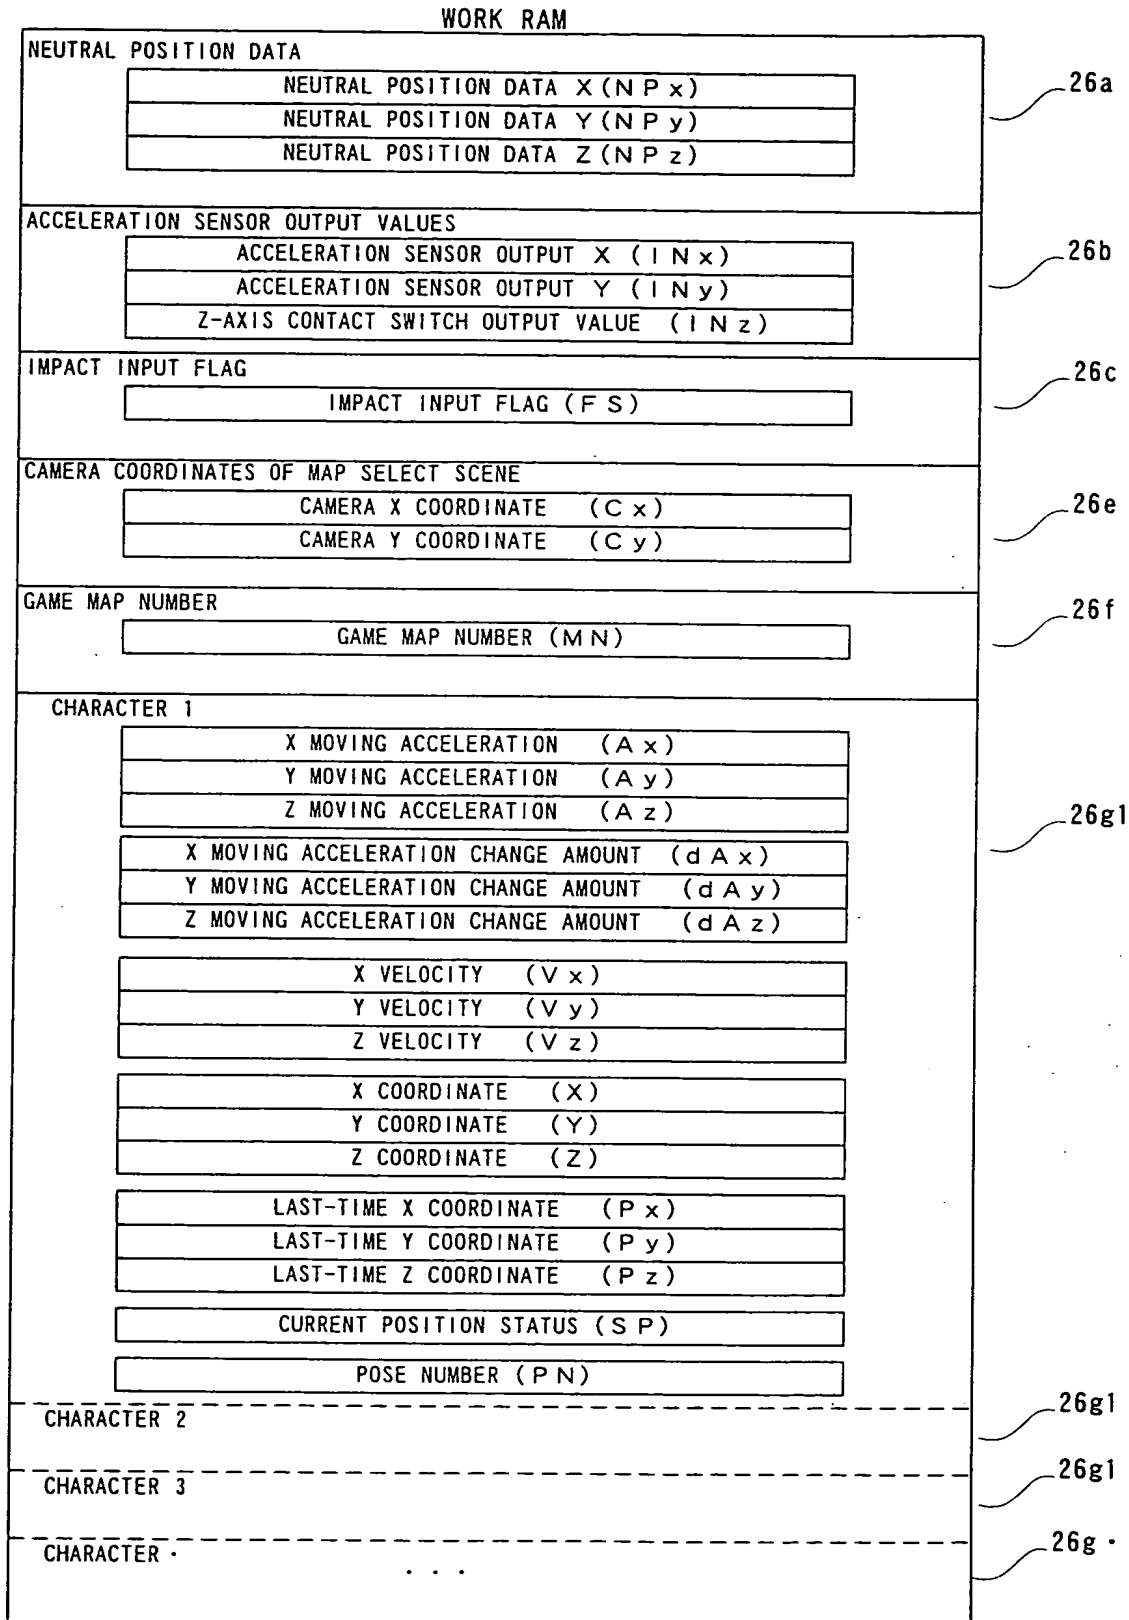 WORK RAM
NEUTRAL POSITION DATA
NEUTRAL POSITION DATA X (NPx)
26a
NEUTRAL POSITION DATA Y (NPy)
NEUTRAL POSITION DATA Z (NPz)
ACCELERATION SENSOR OUTPUT VALUES
ACCELERATION SENSOR OUTPUT X (INx)
26b
ACCELERATION SENSOR OUTPUT Y (INy)
Z-AXIS CONTACT SWITCH OUTPUT VALUE (INz)
IMPACT INPUT FLAG
26c
IMPACT INPUT FLAG (FS)
CAMERA COORDINATES OF MAP SELECT SCENE
CAMERA X COORDINATE (Cx)
26e
CAMERA Y COORDINATE (Cy)
GAME MAP NUMBER
26f
GAME MAP NUMBER (MN)
CHARACTER 1
X MOVING ACCELERATION (Ax)
Y MOVING ACCELERATION (Ay)
Z MOVING ACCELERATION (Az)
26g1
X MOVING ACCELERATION CHANGE AMOUNT (dAx)
Y MOVING ACCELERATION CHANGE AMOUNT (dAy)
Z MOVING ACCELERATION CHANGE AMOUNT (dAz)
X VELOCITY (Vx)
Y VELOCITY (Vy)
Z VELOCITY (Vz)
X COORDINATE (X)
Y COORDINATE (Y)
Z COORDINATE (Z)
LAST-TIME X COORDINATE (Px)
LAST-TIME Y COORDINATE (Py)
LAST-TIME Z COORDINATE (Pz)
CURRENT POSITION STATUS (SP)
POSE NUMBER (PN)
26g1
CHARACTER 2
26g1
CHARACTER 3
26g ·
CHARACTER ·
· · ·